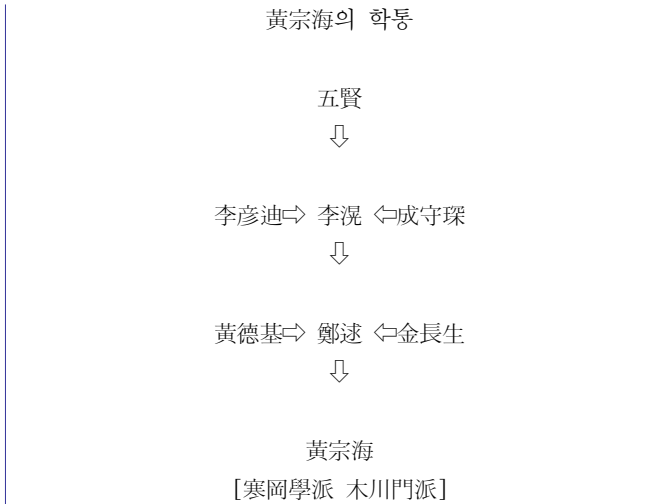 黃宗海의 학통
五賢
⇩
李彦迪⇨ 李滉 ⇦成守琛
⇩
黃德基⇨ 鄭逑 ⇦金長生
⇩
黃宗海
[寒岡學派 木川門派]